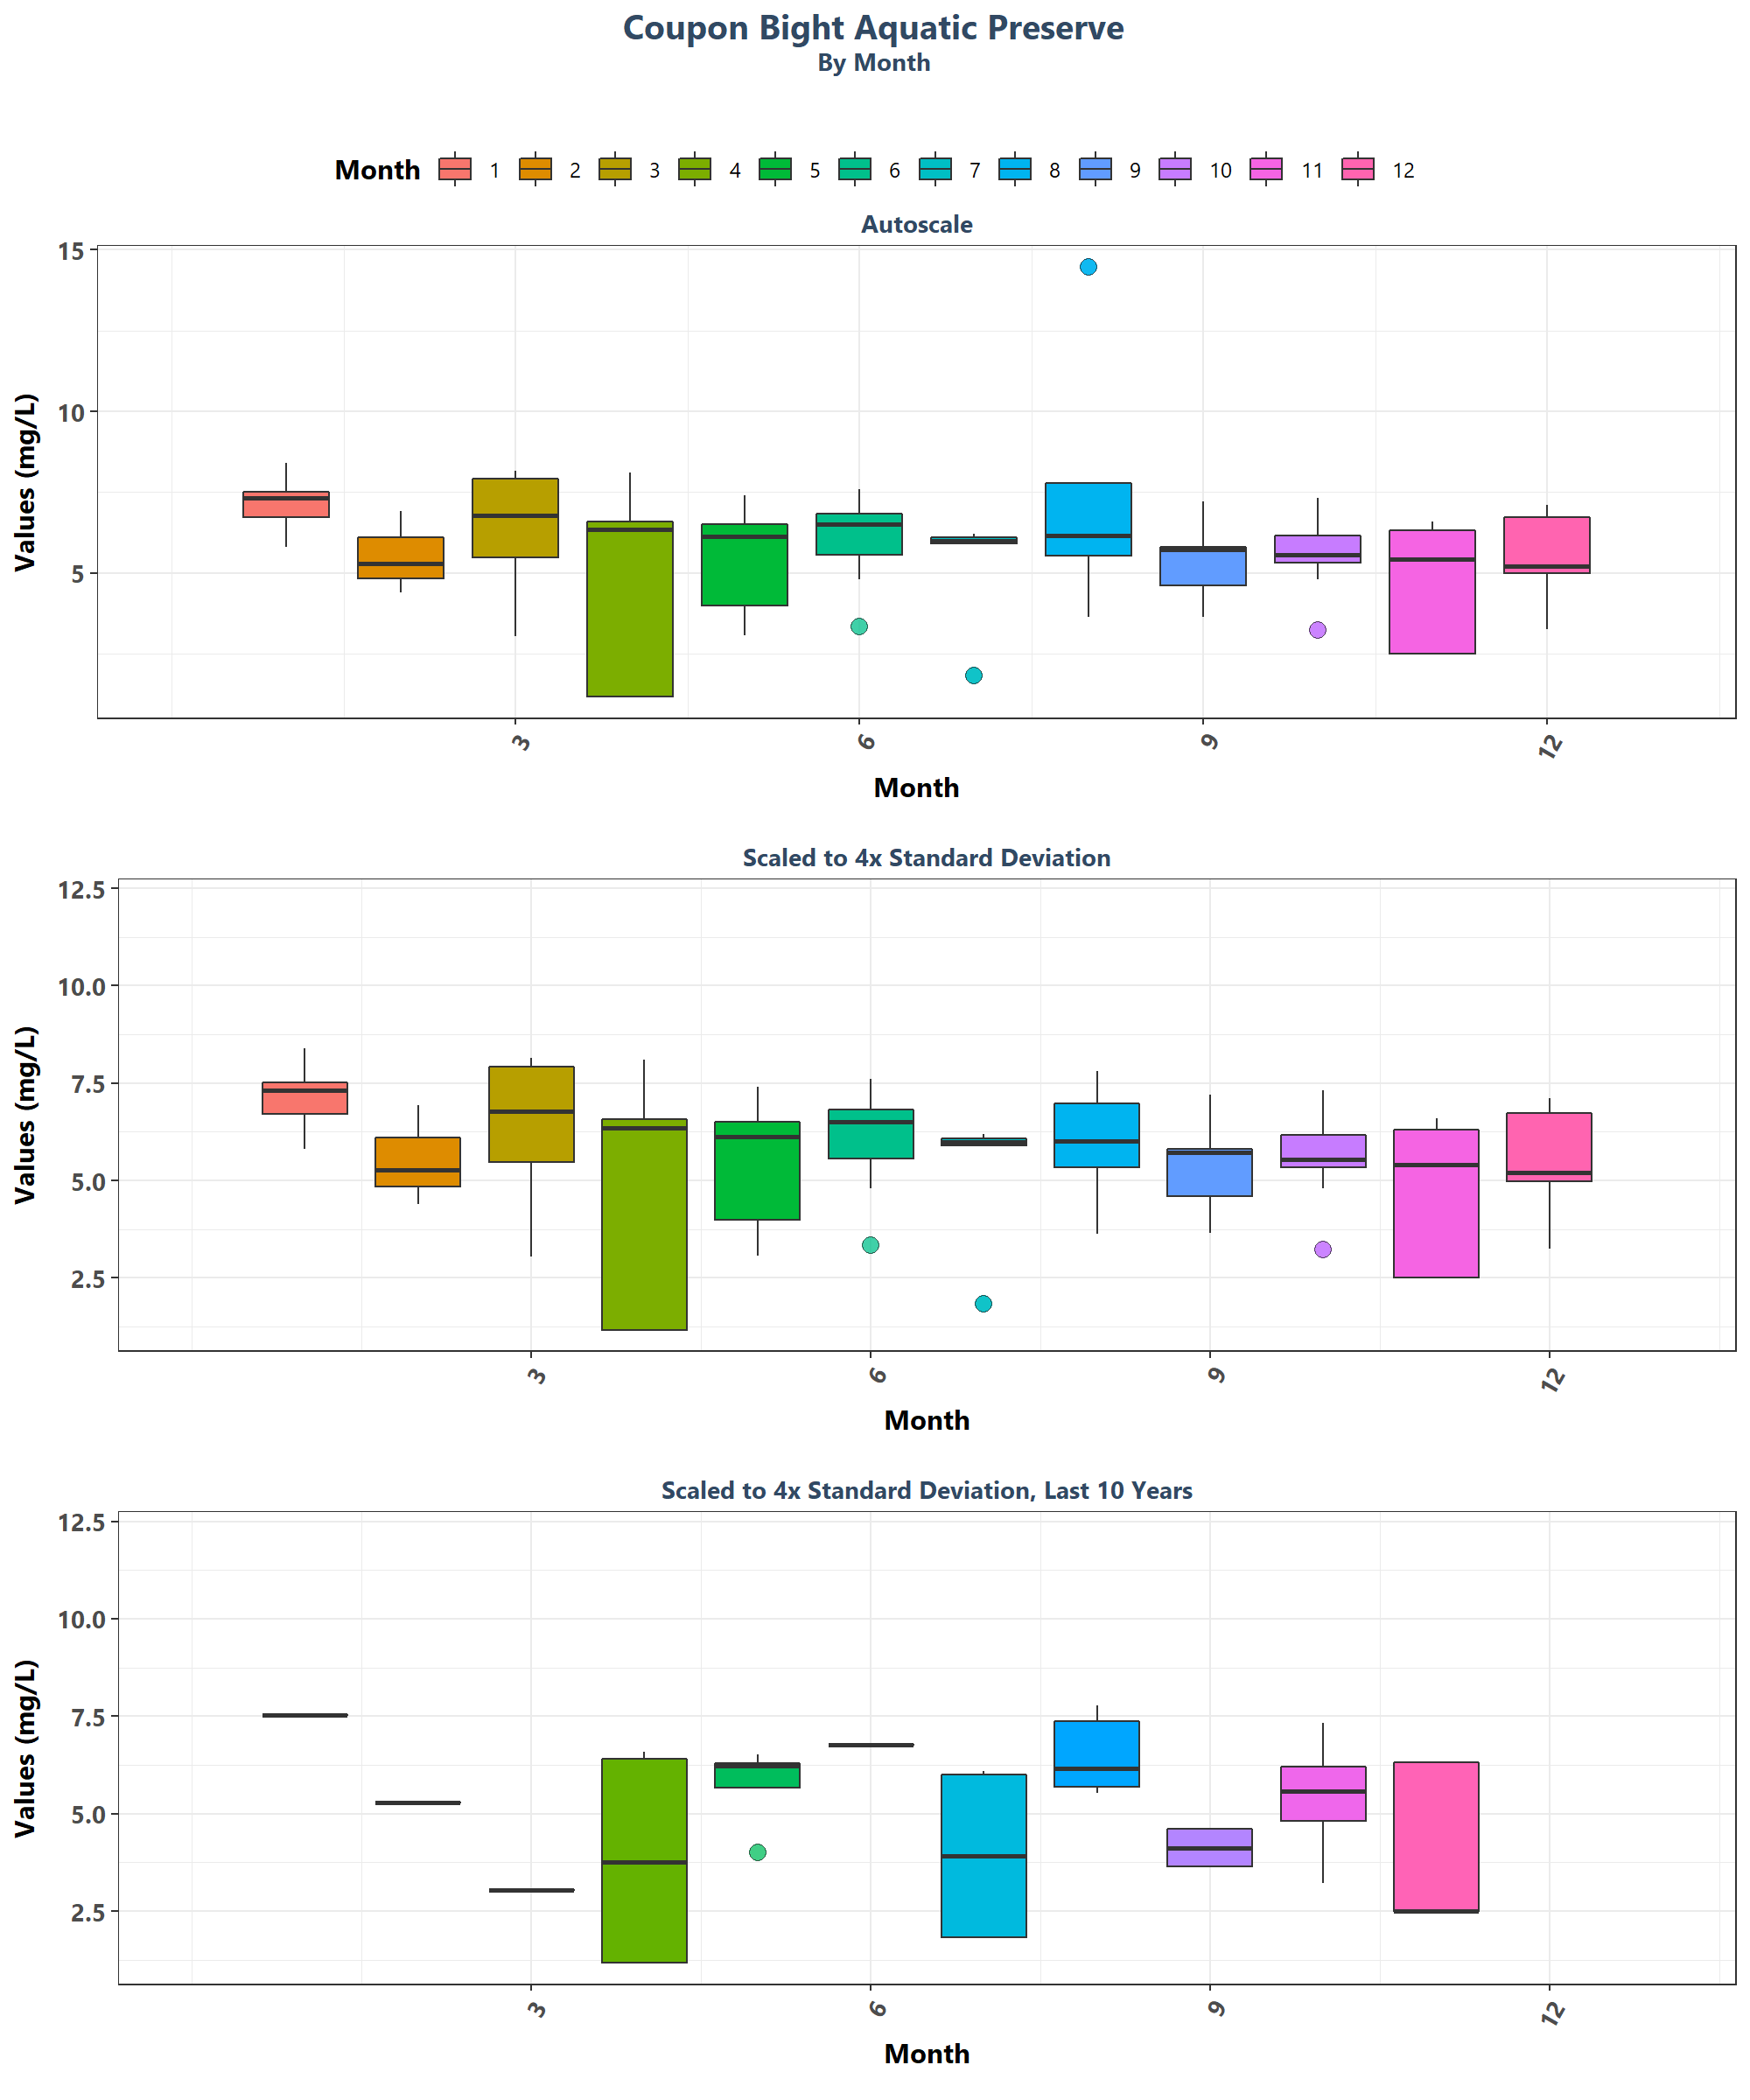 Coupon Bight Aquatic Preserve
By Month
Month 1 2 3 4 5 6 7 8 9 10 11 12
Autoscale
Values (mg/L)
15
10
5
3 6 9 12
Month
Scaled to 4x Standard Deviation
Values (mg/L)
12.5
10.0
7.5
5.0
2.5
3 6 9 12
Month
Scaled to 4x Standard Deviation, Last 10 Years
Values (mg/L)
12.5
10.0
7.5
5.0
2.5
3 6 9 12
Month